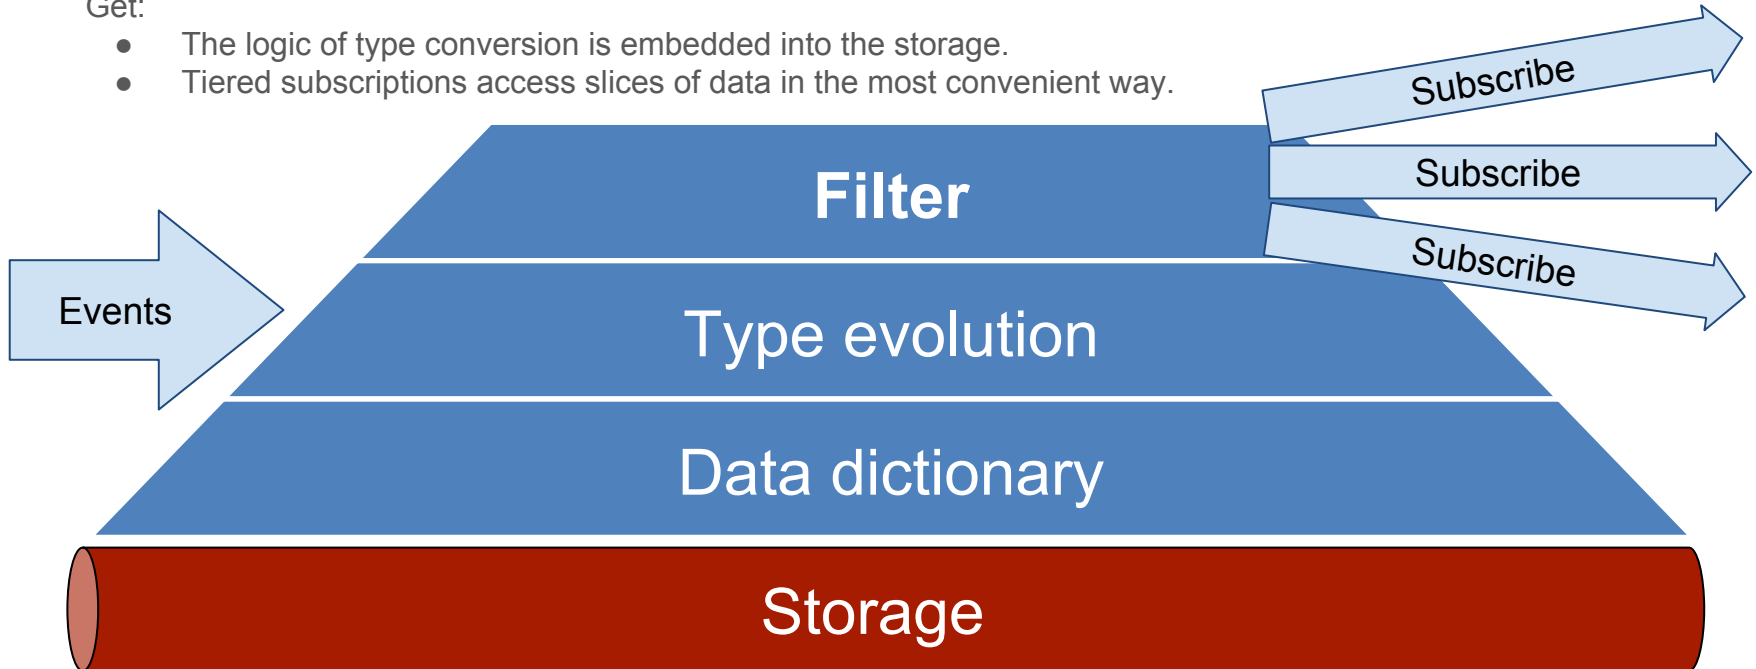 Get:
● The logic of type conversion is embedded into the storage.
● Tiered subscriptions access slices of data in the most convenient way.
Subscribe
Filter
Subscribe
Subscribe
Events
Type evolution
Data dictionary
Storage